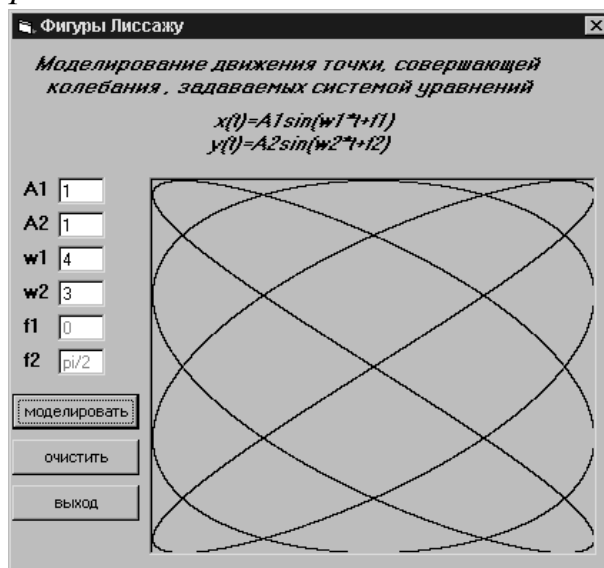 Фигуры Лиссажу
Моделирование движения точки, совершающей
колебания , задаваемых системой уравнений
x(t)=A1sin(w1*t+f1)
y(t)=A2sin(w2*t+f2)
A1 1
A2 1
w1 4
w2 3
f1 0
f2 pi/2
моделировать
очистить
выход